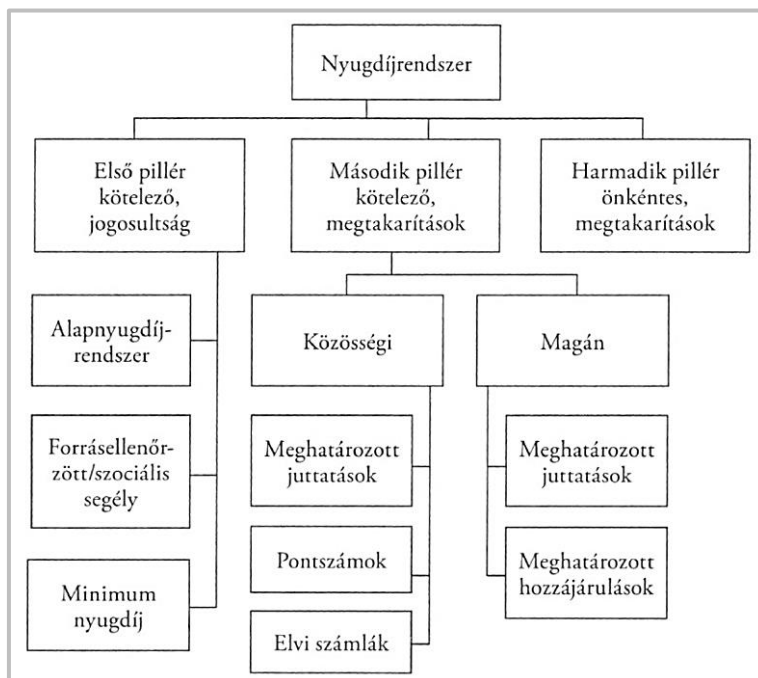 Nyugdíjrendszer
Első pillér
kötelező,
jogosultság
Második pillér
kötelező,
megtakarítások
Harmadik pillér
önkéntes,
megtakarítások
Alapnyugdíj-
rendszer
Forrásellenőr-
zött/szociális
segély
Minimum
nyugdíj
Közösségi
Magán
Meghatározott
juttatások
Pontszámok
Elvi számlák
Meghatározott
juttatások
Meghatározott
hozzájárulások